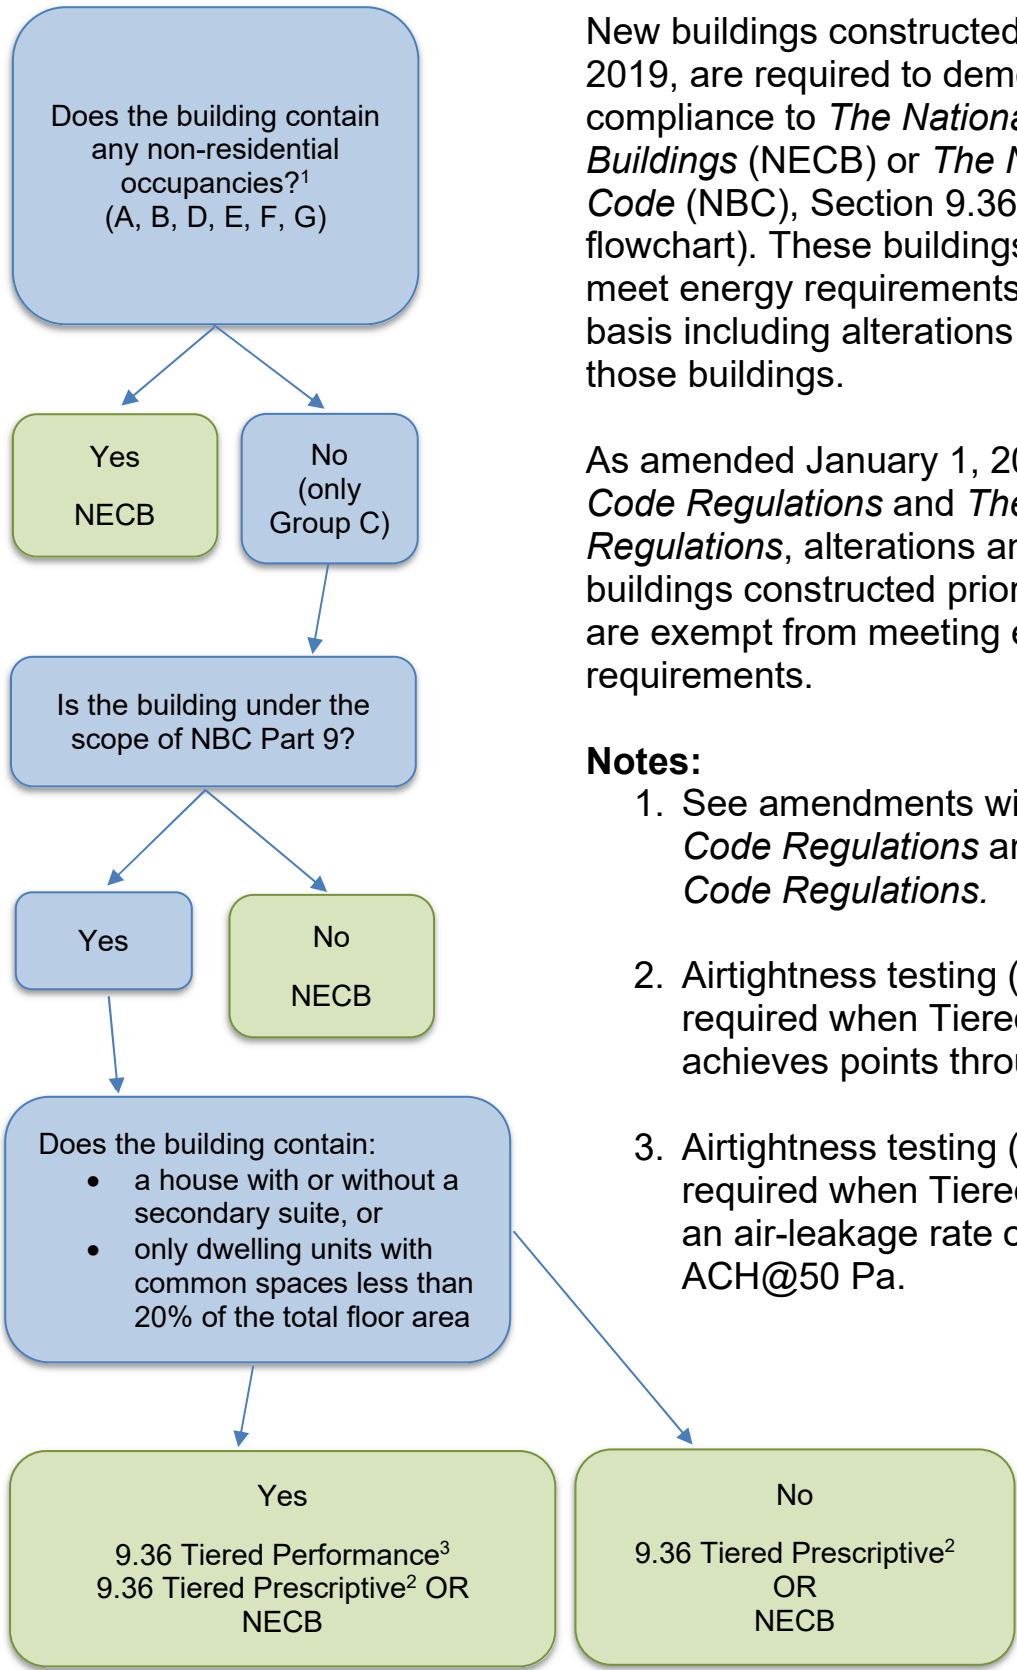 Does the building contain
any non-residential
occupancies?¹
(A, B, D, E, F, G)
Yes
NECB
No
(only
Group C)
Is the building under the
scope of NBC Part 9?
Yes
No
NECB
Does the building contain:
• a house with or without a
secondary suite, or
• only dwelling units with
common spaces less than
20% of the total floor area
Yes
9.36 Tiered Performance³
9.36 Tiered Prescriptive² OR
NECB
No
9.36 Tiered Prescriptive²
OR
NECB
New buildings constructed
2019, are required to
compliance to The
Buildings (NECB) or The
Code (NBC), Section 9.36
flowchart). These buildings
meet energy requirements
basis including alterations
those buildings.
As amended January 1,
Code Regulations and The
Regulations, alterations
buildings constructed prior
are exempt from meeting
requirements.
Notes:
1. See amendments
Code Regulations
Code Regulations.
2. Airtightness testing (
required when Tiered
achieves points
3. Airtightness testing (
required when Tiered
an air-leakage rate
ACH@50 Pa.